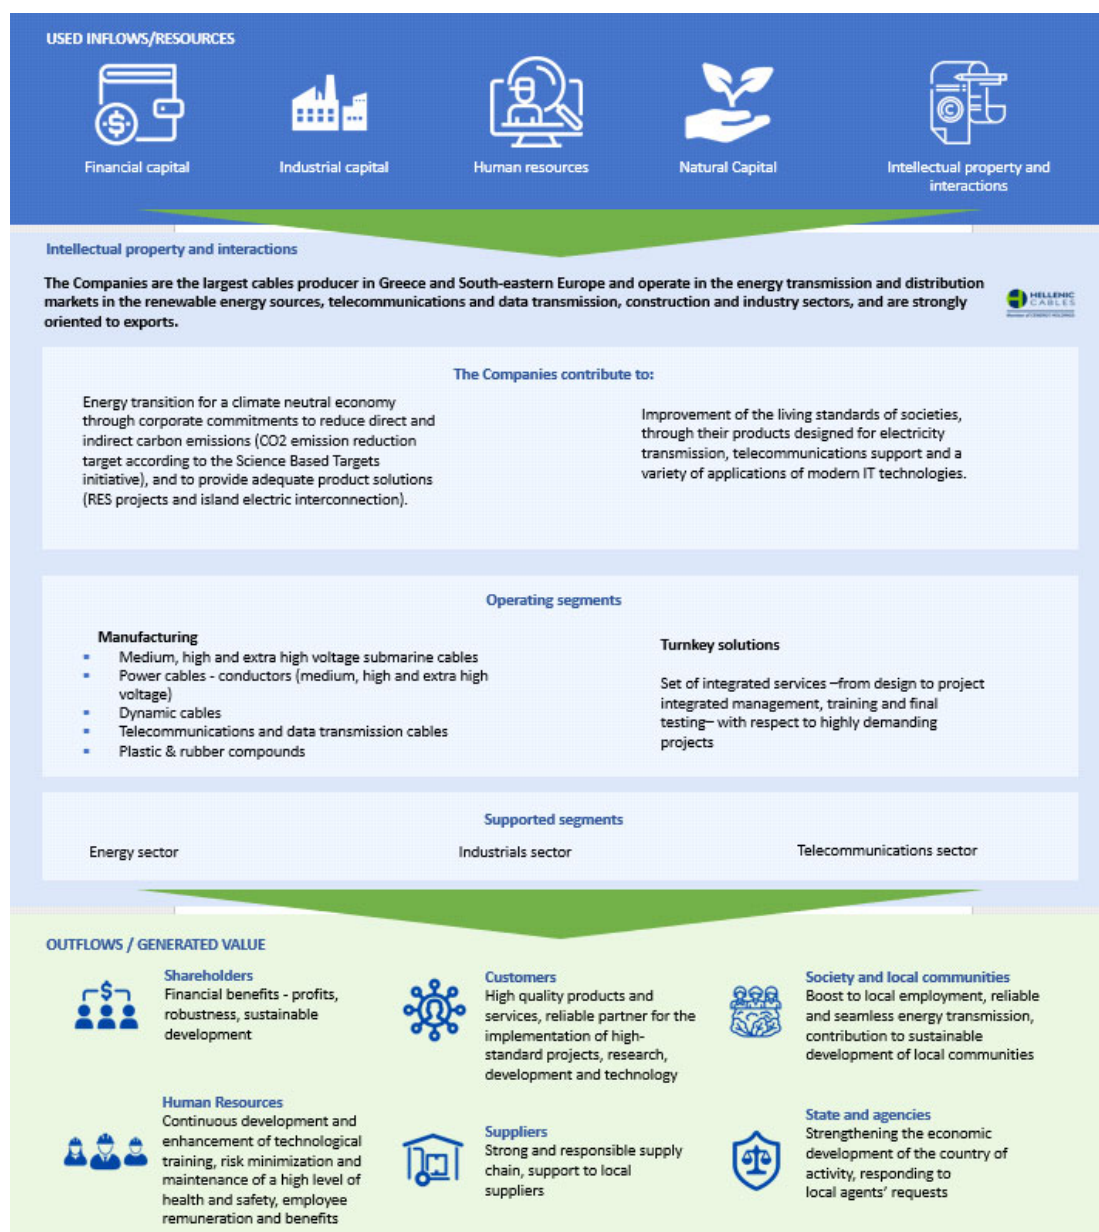 USED INFLOWS/RESOURCES
Financial capital
Industrial capital
Human resources
Natural Capital
Intellectual property and
interactions
Intellectual property and interactions
The Companies are the largest cables producer in Greece and South-eastern Europe and operate in the energy transmission and distribution
markets in the renewable energy sources, telecommunications and data transmission, construction and industry sectors, and are strongly
oriented to exports.
HELLENIC
CABLES
Member of CENERGY HOLDINGS
The Companies contribute to:
Energy transition for a climate neutral economy
through corporate commitments to reduce direct and
indirect carbon emissions (CO2 emission reduction
target according to the Science Based Targets
initiative), and to provide adequate product solutions
(RES projects and island electric interconnection).
Improvement of the living standards of societies,
through their products designed for electricity
transmission, telecommunications support and a
variety of applications of modern IT technologies.
Operating segments
Manufacturing
▪ Medium, high and extra high voltage submarine cables
▪ Power cables - conductors (medium, high and extra high
voltage)
▪ Dynamic cables
▪ Telecommunications and data transmission cables
▪ Plastic & rubber compounds
Turnkey solutions
Set of integrated services –from design to project
integrated management, training and final
testing– with respect to highly demanding
projects
Supported segments
Energy sector
Industrials sector
Telecommunications sector
OUTFLOWS / GENERATED VALUE
Shareholders
Financial benefits - profits,
robustness, sustainable
development
Customers
High quality products and
services, reliable partner for the
implementation of high-
standard projects, research,
development and technology
Society and local communities
Boost to local employment, reliable
and seamless energy transmission,
contribution to sustainable
development of local communities
Human Resources
Continuous development and
enhancement of technological
training, risk minimization and
maintenance of a high level of
health and safety, employee
remuneration and benefits
Suppliers
Strong and responsible supply
chain, support to local
suppliers
State and agencies
Strengthening the economic
development of the country of
activity, responding to
local agents' requests